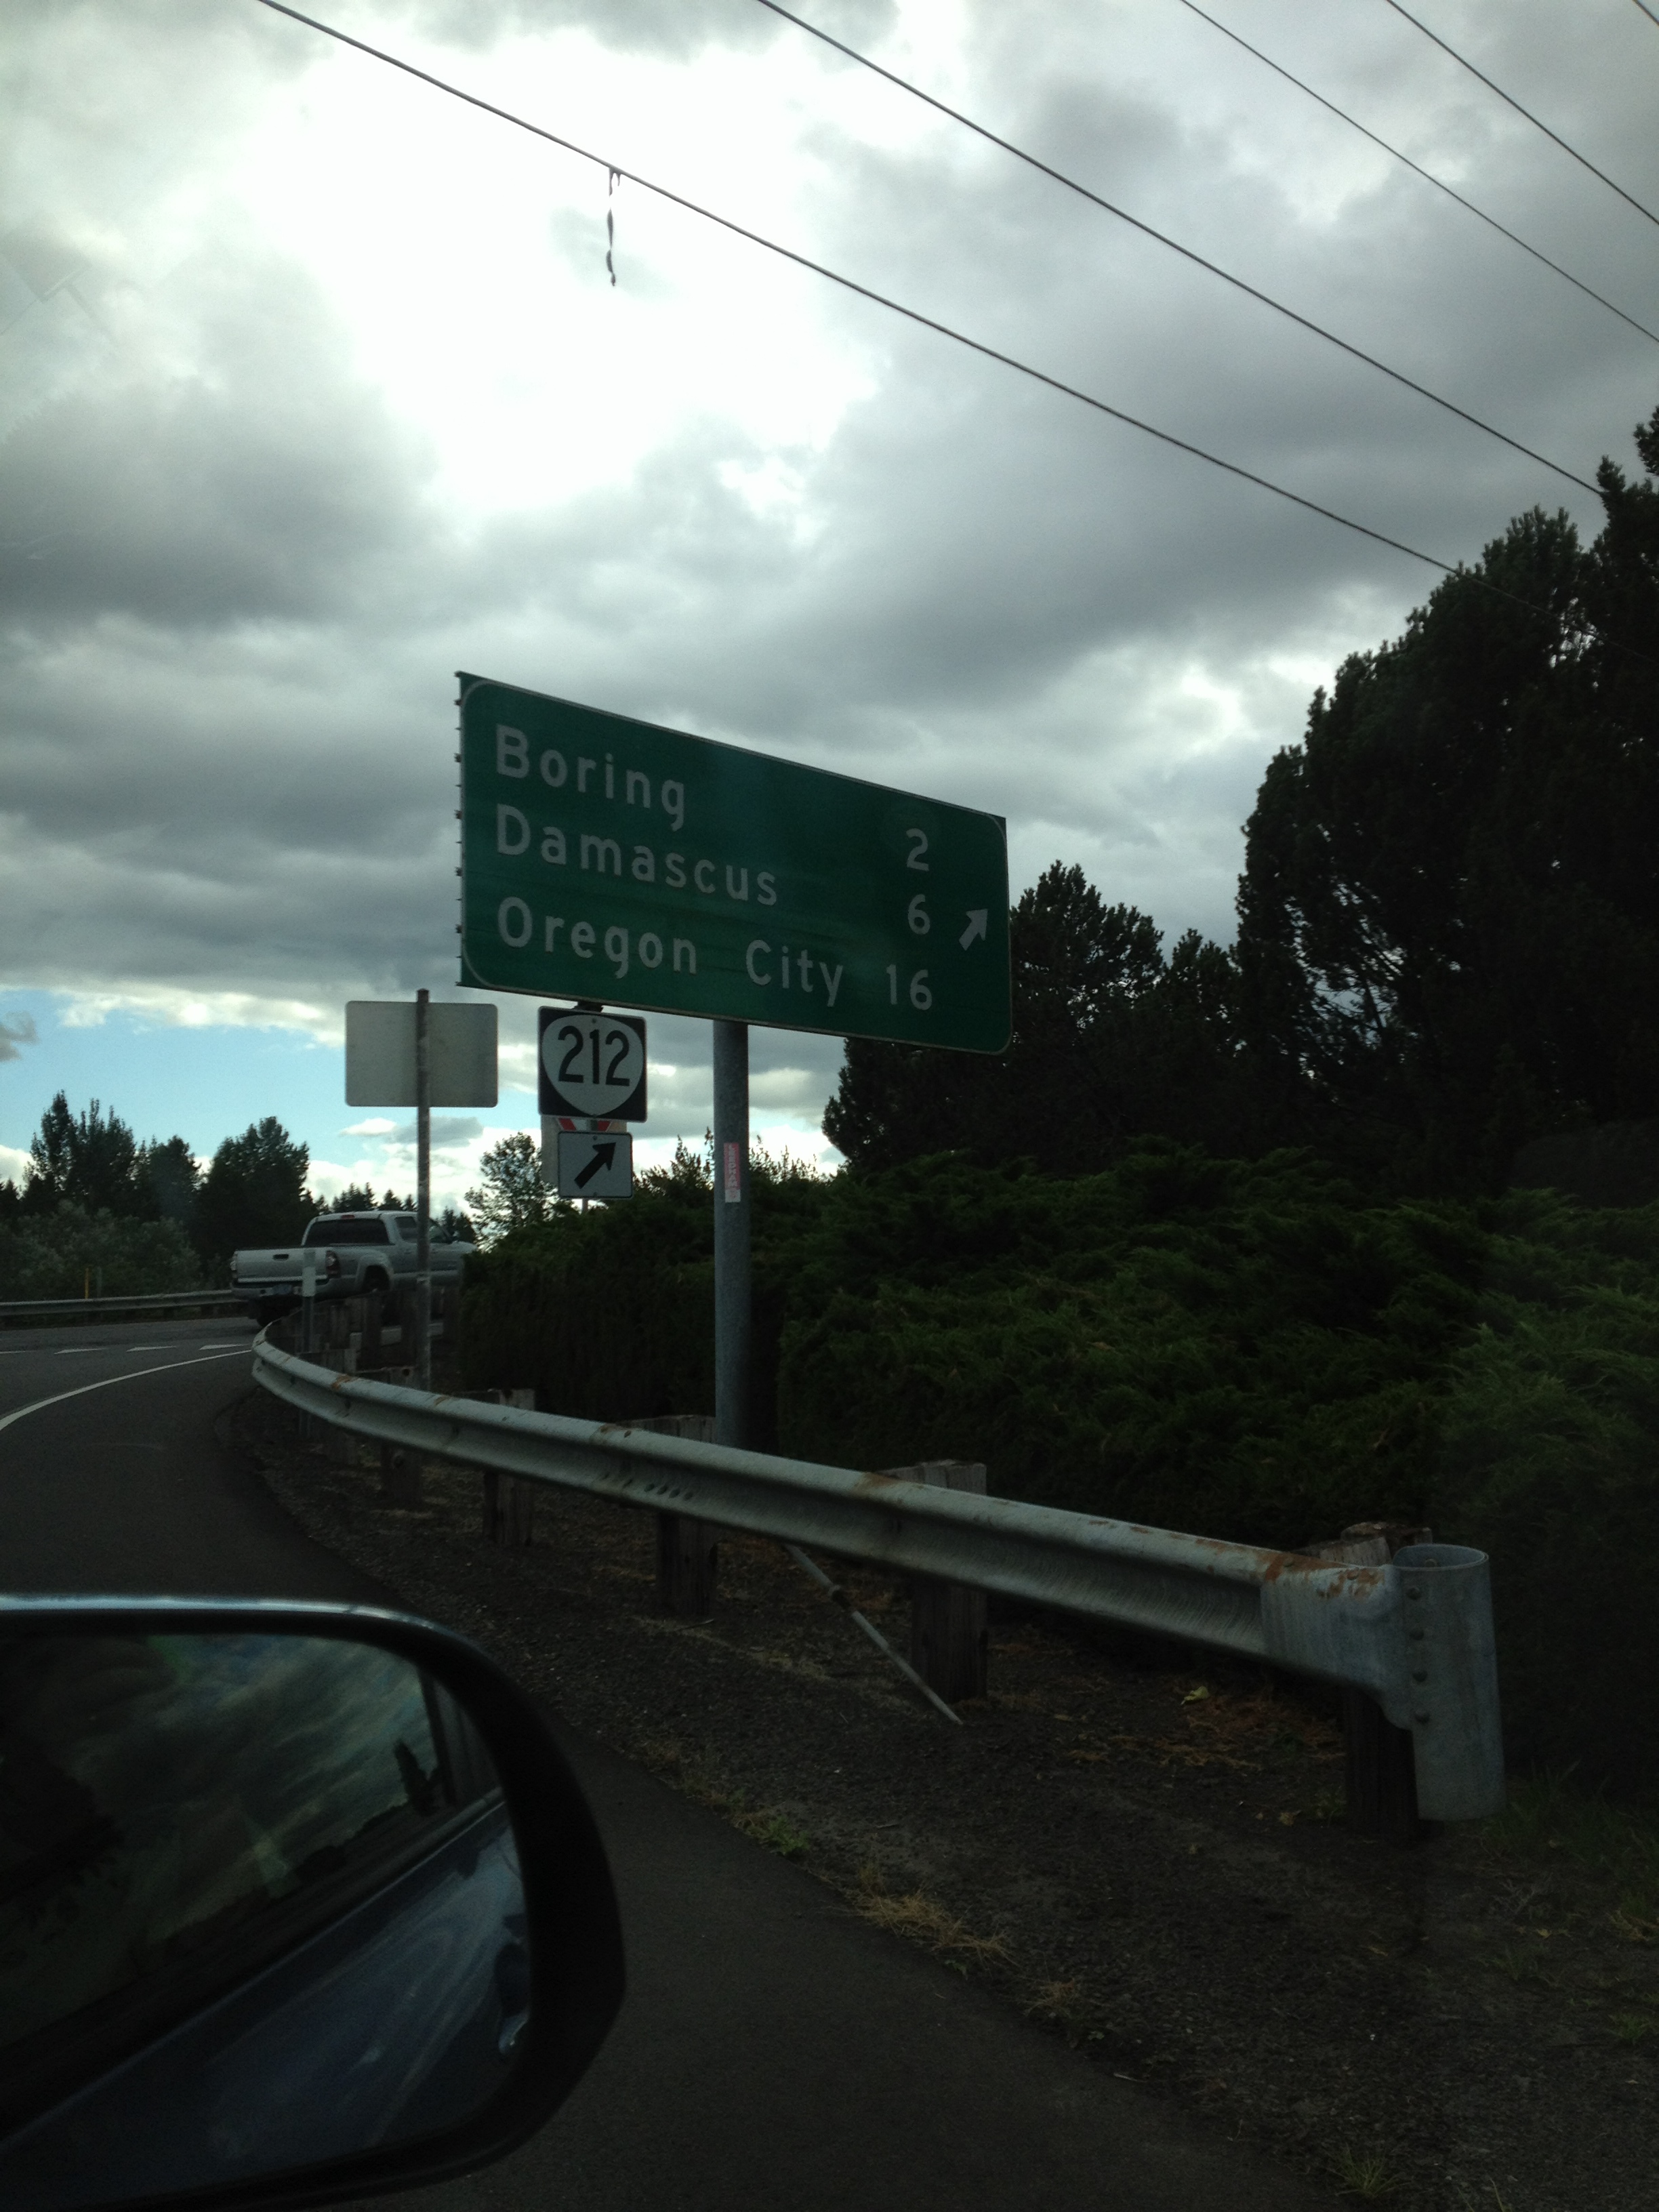 Boring 2
Damascus 6
Oregon City 16
212